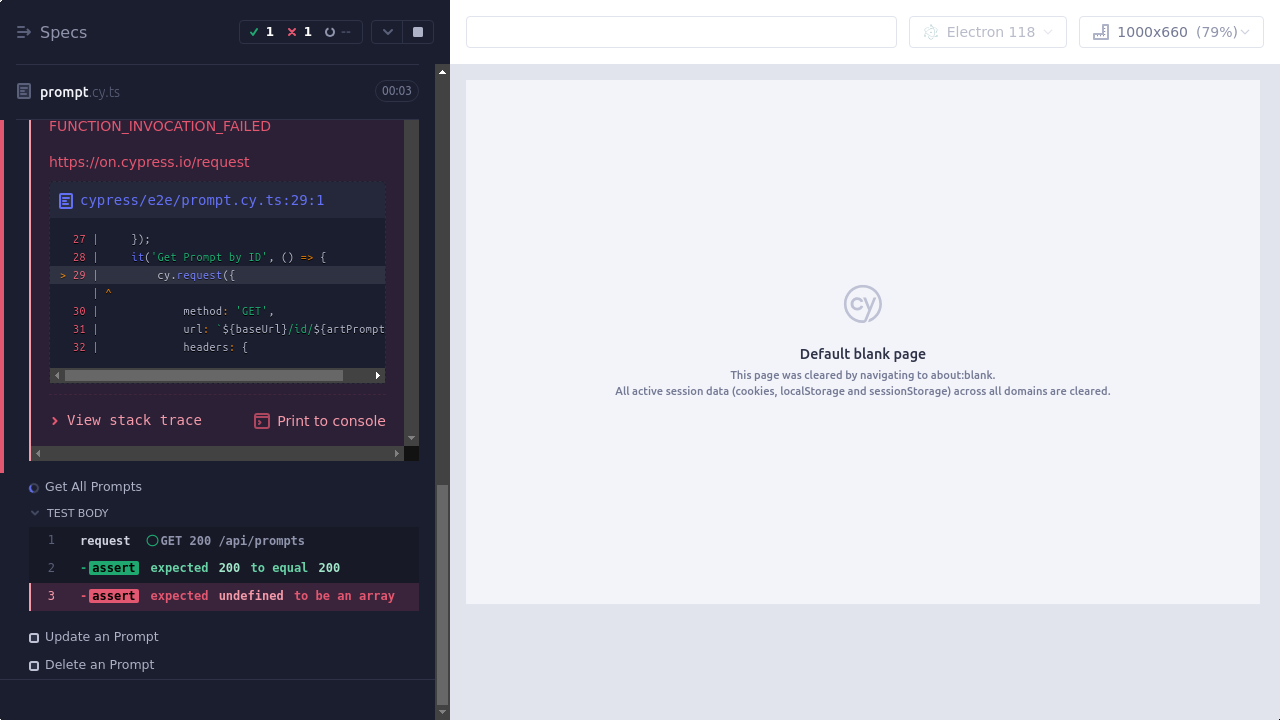 Specs
1
1
--
Electron 118
1000x660 (79%)
prompt.cy.ts
00:03
FUNCTION_INVOCATION_FAILED
https://on.cypress.io/request
cypress/e2e/prompt.cy.ts:29:1
27 | });
28 | it('Get Prompt by ID', () => {
> 29 | cy.request({
| ^
30 | method: 'GET',
31 | url: `${baseUrl}/id/${artPrompt
32 | headers: {
View stack trace
Print to console
Get All Prompts
TEST BODY
1 request GET 200 /api/prompts
2 -assert expected 200 to equal 200
3 -assert expected undefined to be an array
Update an Prompt
Delete an Prompt
cy
Default blank page
This page was cleared by navigating to about:blank.
All active session data (cookies, localStorage and sessionStorage) across all domains are cleared.